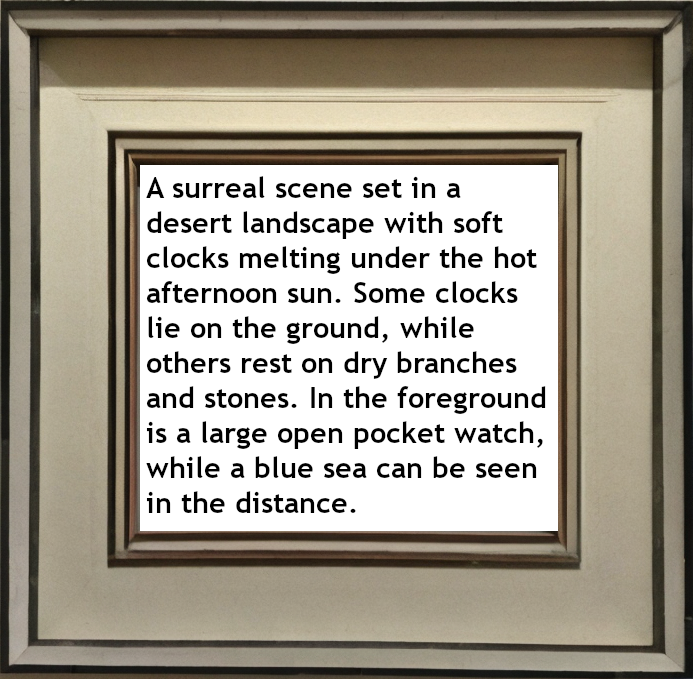 A surreal scene set in a
desert landscape with soft
clocks melting under the hot
afternoon sun. Some clocks
lie on the ground, while
others rest on dry branches
and stones. In the foreground
is a large open pocket watch,
while a blue sea can be seen
in the distance.